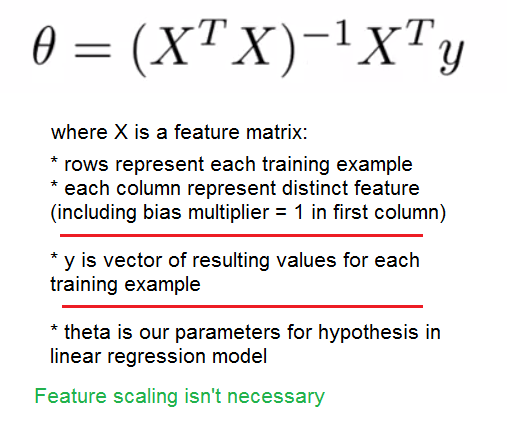 θ = (XᵀX)⁻¹Xᵀy
where X is a feature matrix:
* rows represent each training example
* each column represent distinct feature
(including bias multiplier = 1 in first column)
* y is vector of resulting values for each
training example
* theta is our parameters for hypothesis in
linear regression model
Feature scaling isn't necessary